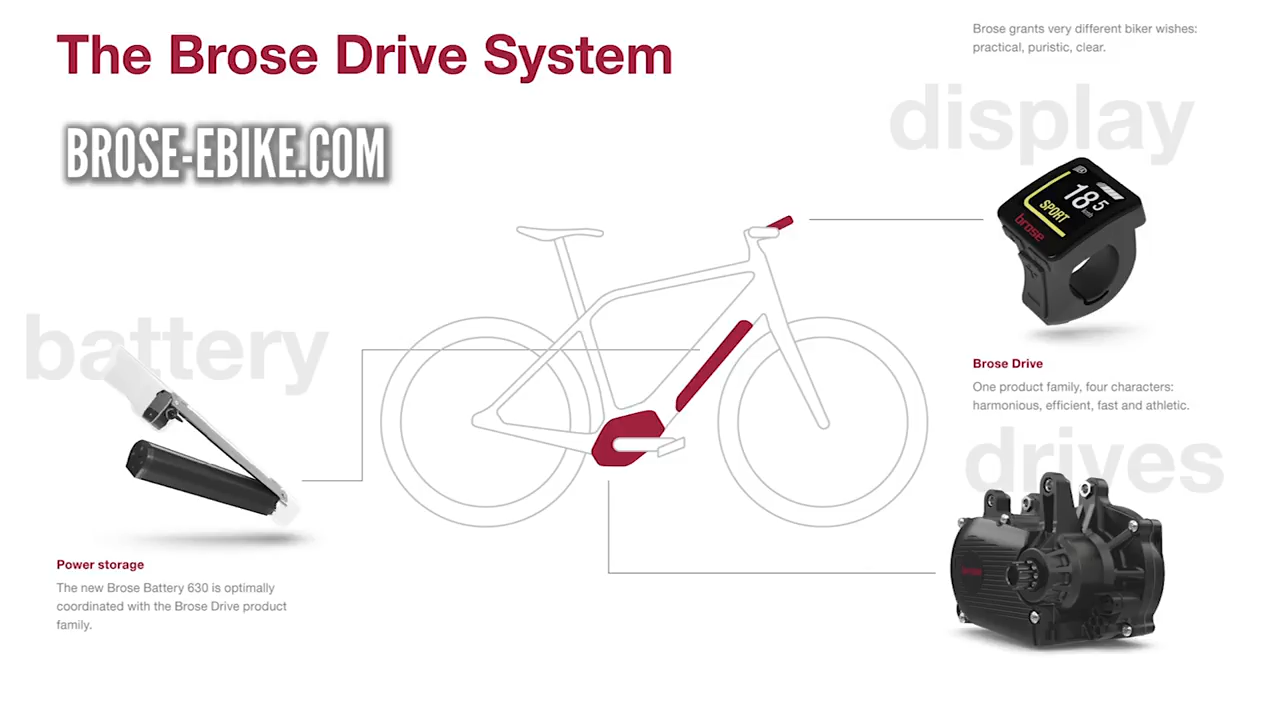 The Brose Drive System
BROSE-EBIKE.COM
Brose grants very different biker wishes:
practical, puristic, clear.
display
SPORT
18.5
km/h
brose
battery
Brose Drive
One product family, four characters:
harmonious, efficient, fast and athletic.
drives
brose
Power storage
The new Brose Battery 630 is optimally
coordinated with the Brose Drive product
family.